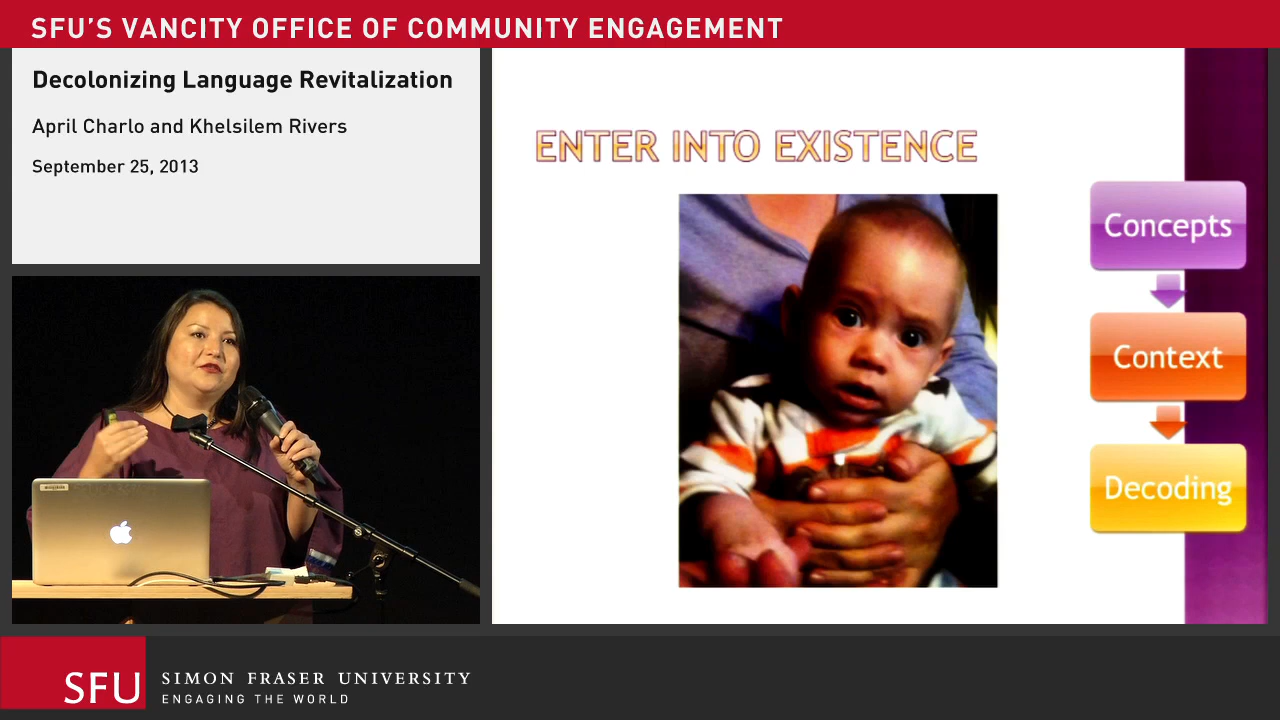 SFU'S VANCITY OFFICE OF COMMUNITY ENGAGEMENT
Decolonizing Language Revitalization
April Charlo and Khelsilem Rivers
September 25, 2013
ENTER INTO EXISTENCE
Concepts
Context
Decoding
SFU
SIMON FRASER UNIVERSITY
ENGAGING THE WORLD